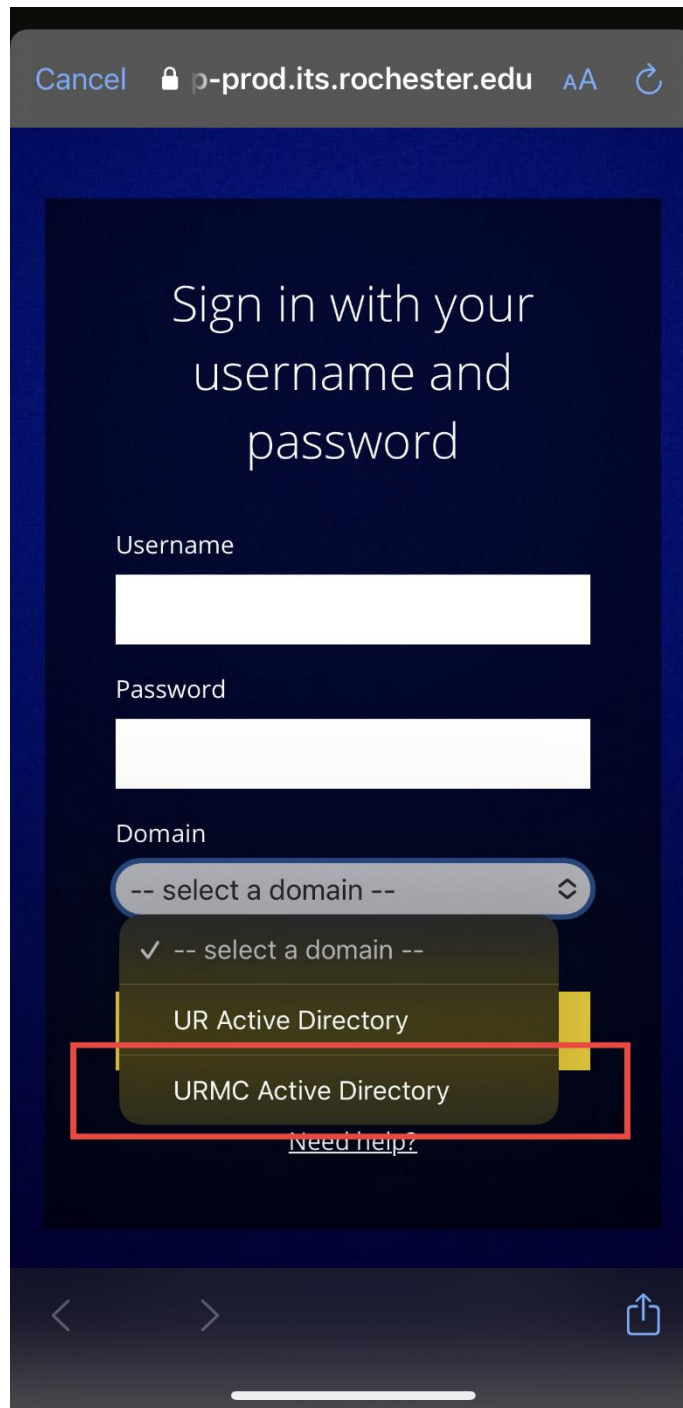 Cancel p-prod.its.rochester.edu AA
Sign in with your
username and
password
Username
Password
Domain
-- select a domain --
✓ -- select a domain --
UR Active Directory
URMC Active Directory
Need help?